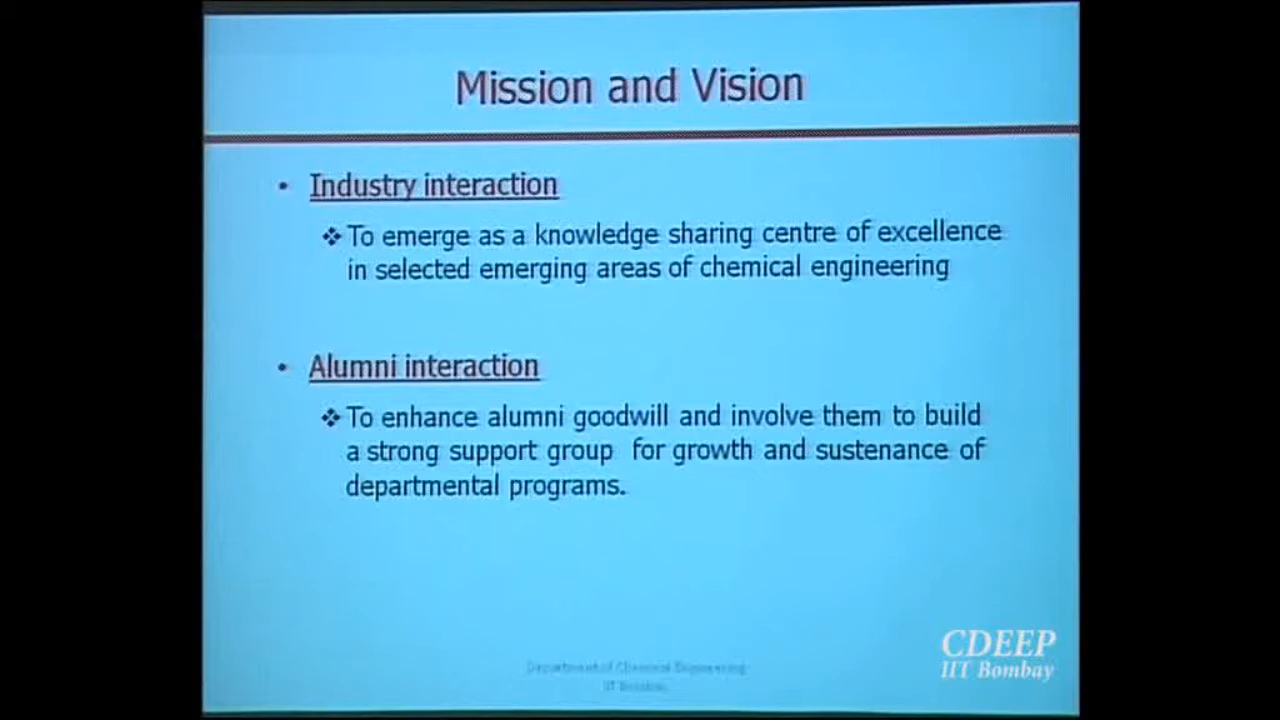 Mission and Vision
• Industry interaction
❖ To emerge as a knowledge sharing centre of excellence
in selected emerging areas of chemical engineering
• Alumni interaction
❖ To enhance alumni goodwill and involve them to build
a strong support group for growth and sustenance of
departmental programs.
Department of Chemical Engineering
IIT Bombay
CDEEP
IIT Bombay